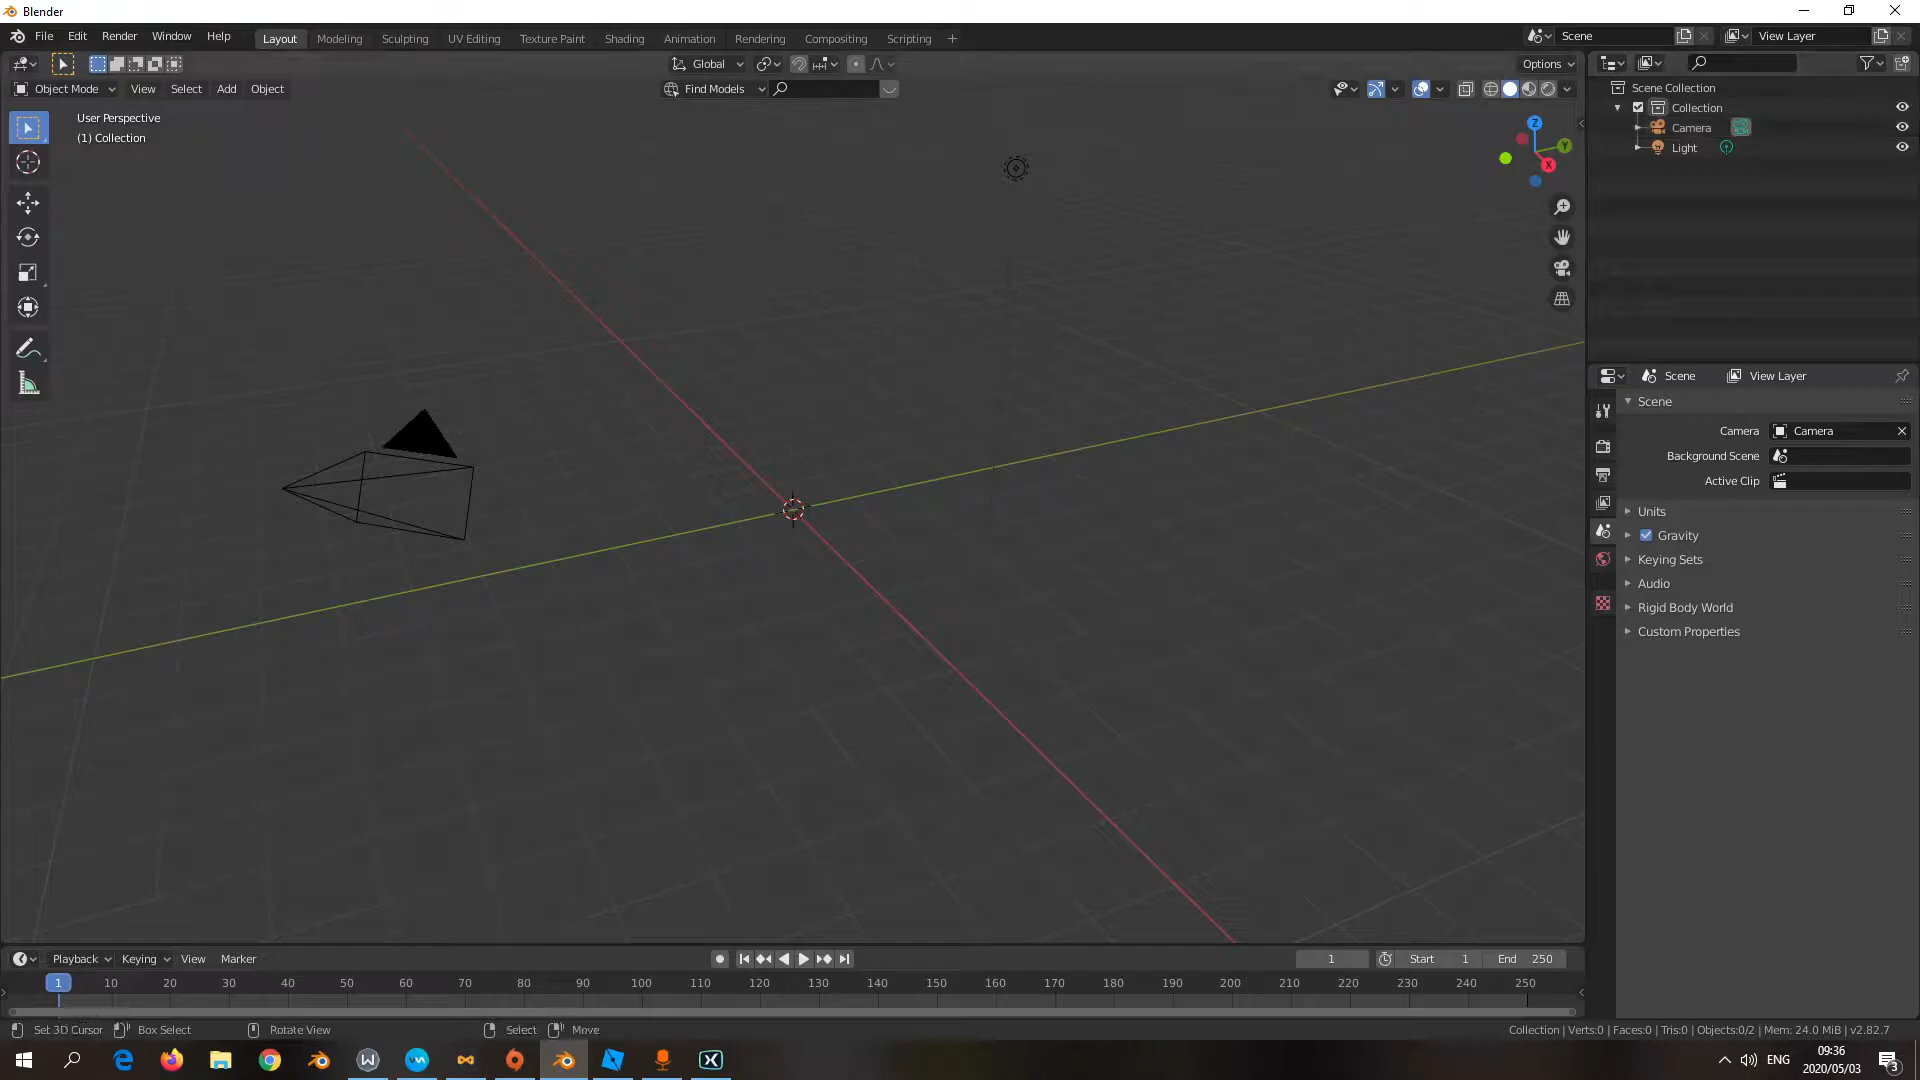 Blender
File Edit Render Window Help Layout Modeling Sculpting UV Editing Texture Paint Shading Animation Rendering Compositing Scripting + Scene View Layer
Global Options
Object Mode View Select Add Object Find Models
User Perspective
(1) Collection
Z
Y
X
Scene Collection
Collection
Camera
Light
Scene View Layer
Scene
Camera Camera
Background Scene
Active Clip
Units
Gravity
Keying Sets
Audio
Rigid Body World
Custom Properties
Playback Keying View Marker 1 Start 1 End 250
1 10 20 30 40 50 60 70 80 90 100 110 120 130 140 150 160 170 180 190 200 210 220 230 240 250
Set 3D Cursor Box Select Rotate View Select Move Collection | Verts:0 | Faces:0 | Tris:0 | Objects:0/2 | Mem: 24.0 MiB | v2.82.7
ENG
09:36
2020/05/03
3